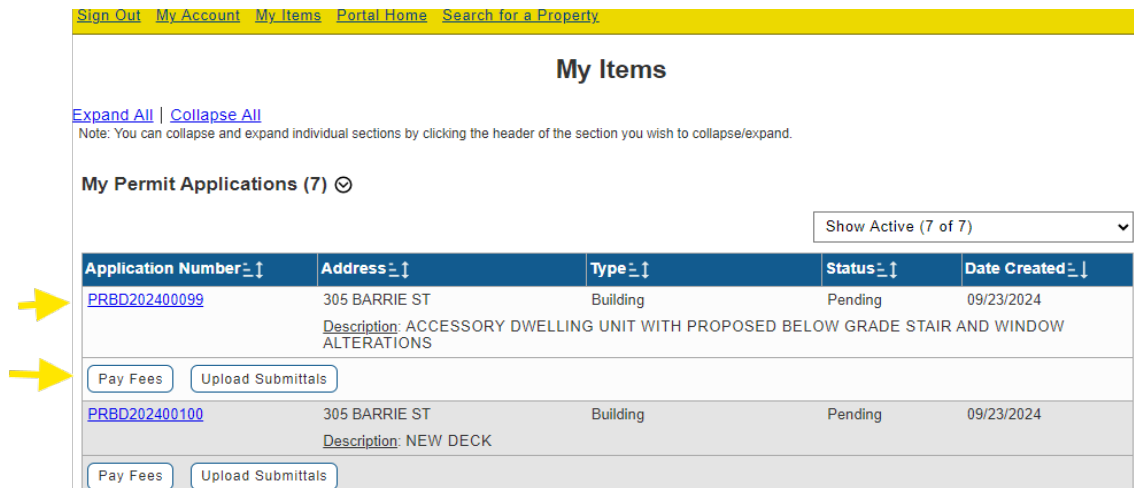 Sign Out My Account My Items Portal Home Search for a Property
My Items
Expand All | Collapse All
Note: You can collapse and expand individual sections by clicking the header of the section you wish to collapse/expand.
My Permit Applications (7)
Show Active (7 of 7)
Application Number Address Type Status Date Created
PRBD202400099 305 BARRIE ST Building Pending 09/23/2024
Description: ACCESSORY DWELLING UNIT WITH PROPOSED BELOW GRADE STAIR AND WINDOW
ALTERATIONS
Pay Fees Upload Submittals
PRBD202400100 305 BARRIE ST Building Pending 09/23/2024
Description: NEW DECK
Pay Fees Upload Submittals